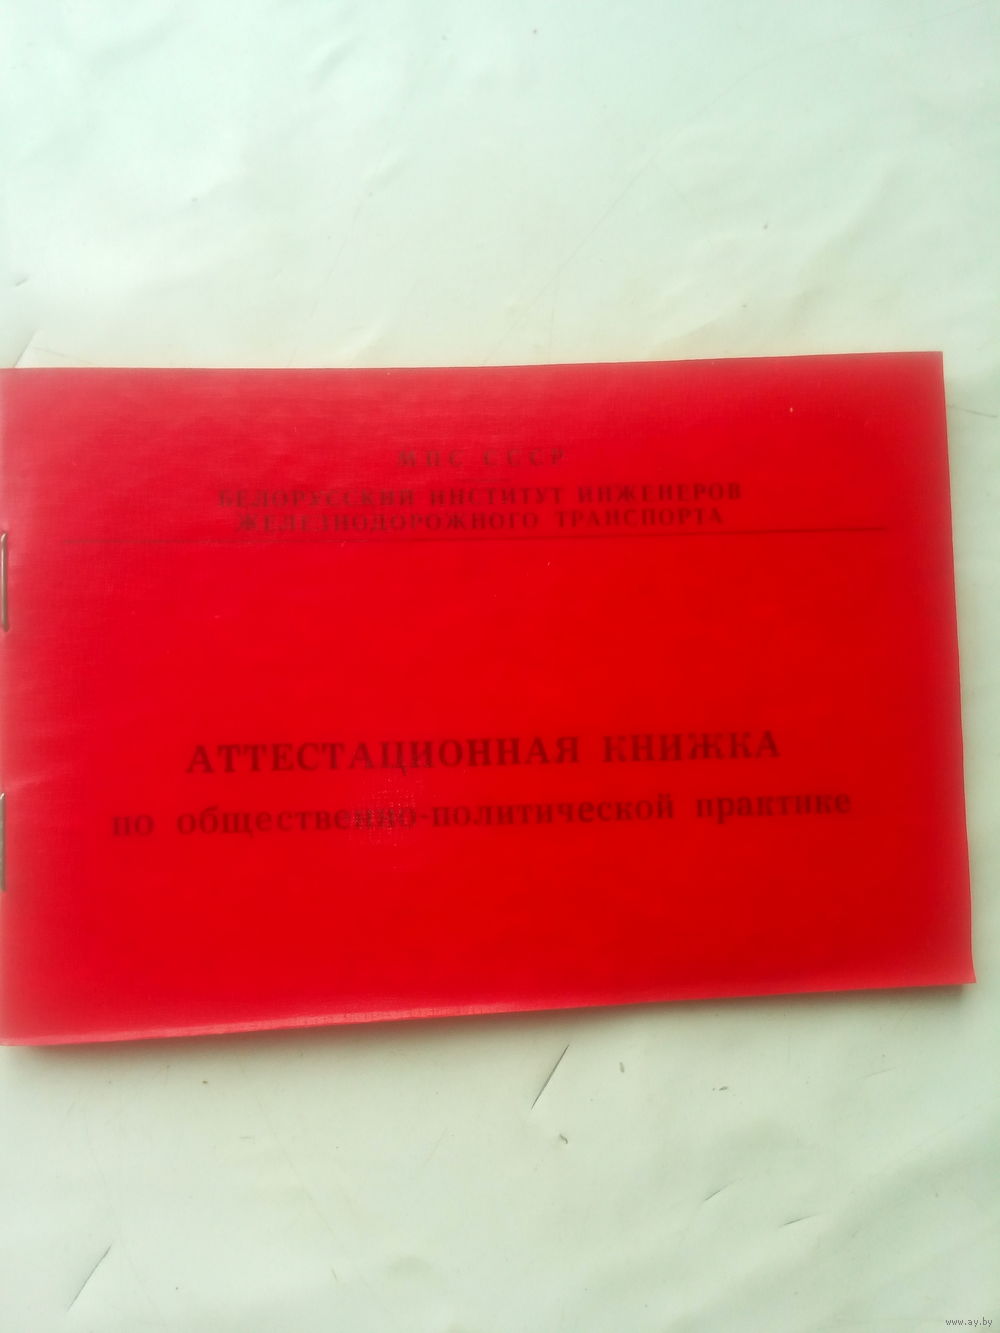 МПС СССР
БЕЛОРУССКИЙ ИНСТИТУТ ИНЖЕНЕРОВ
ЖЕЛЕЗНОДОРОЖНОГО ТРАНСПОРТА
АТТЕСТАЦИОННАЯ КНИЖКА
по общественно-политической практике
www.ay.by